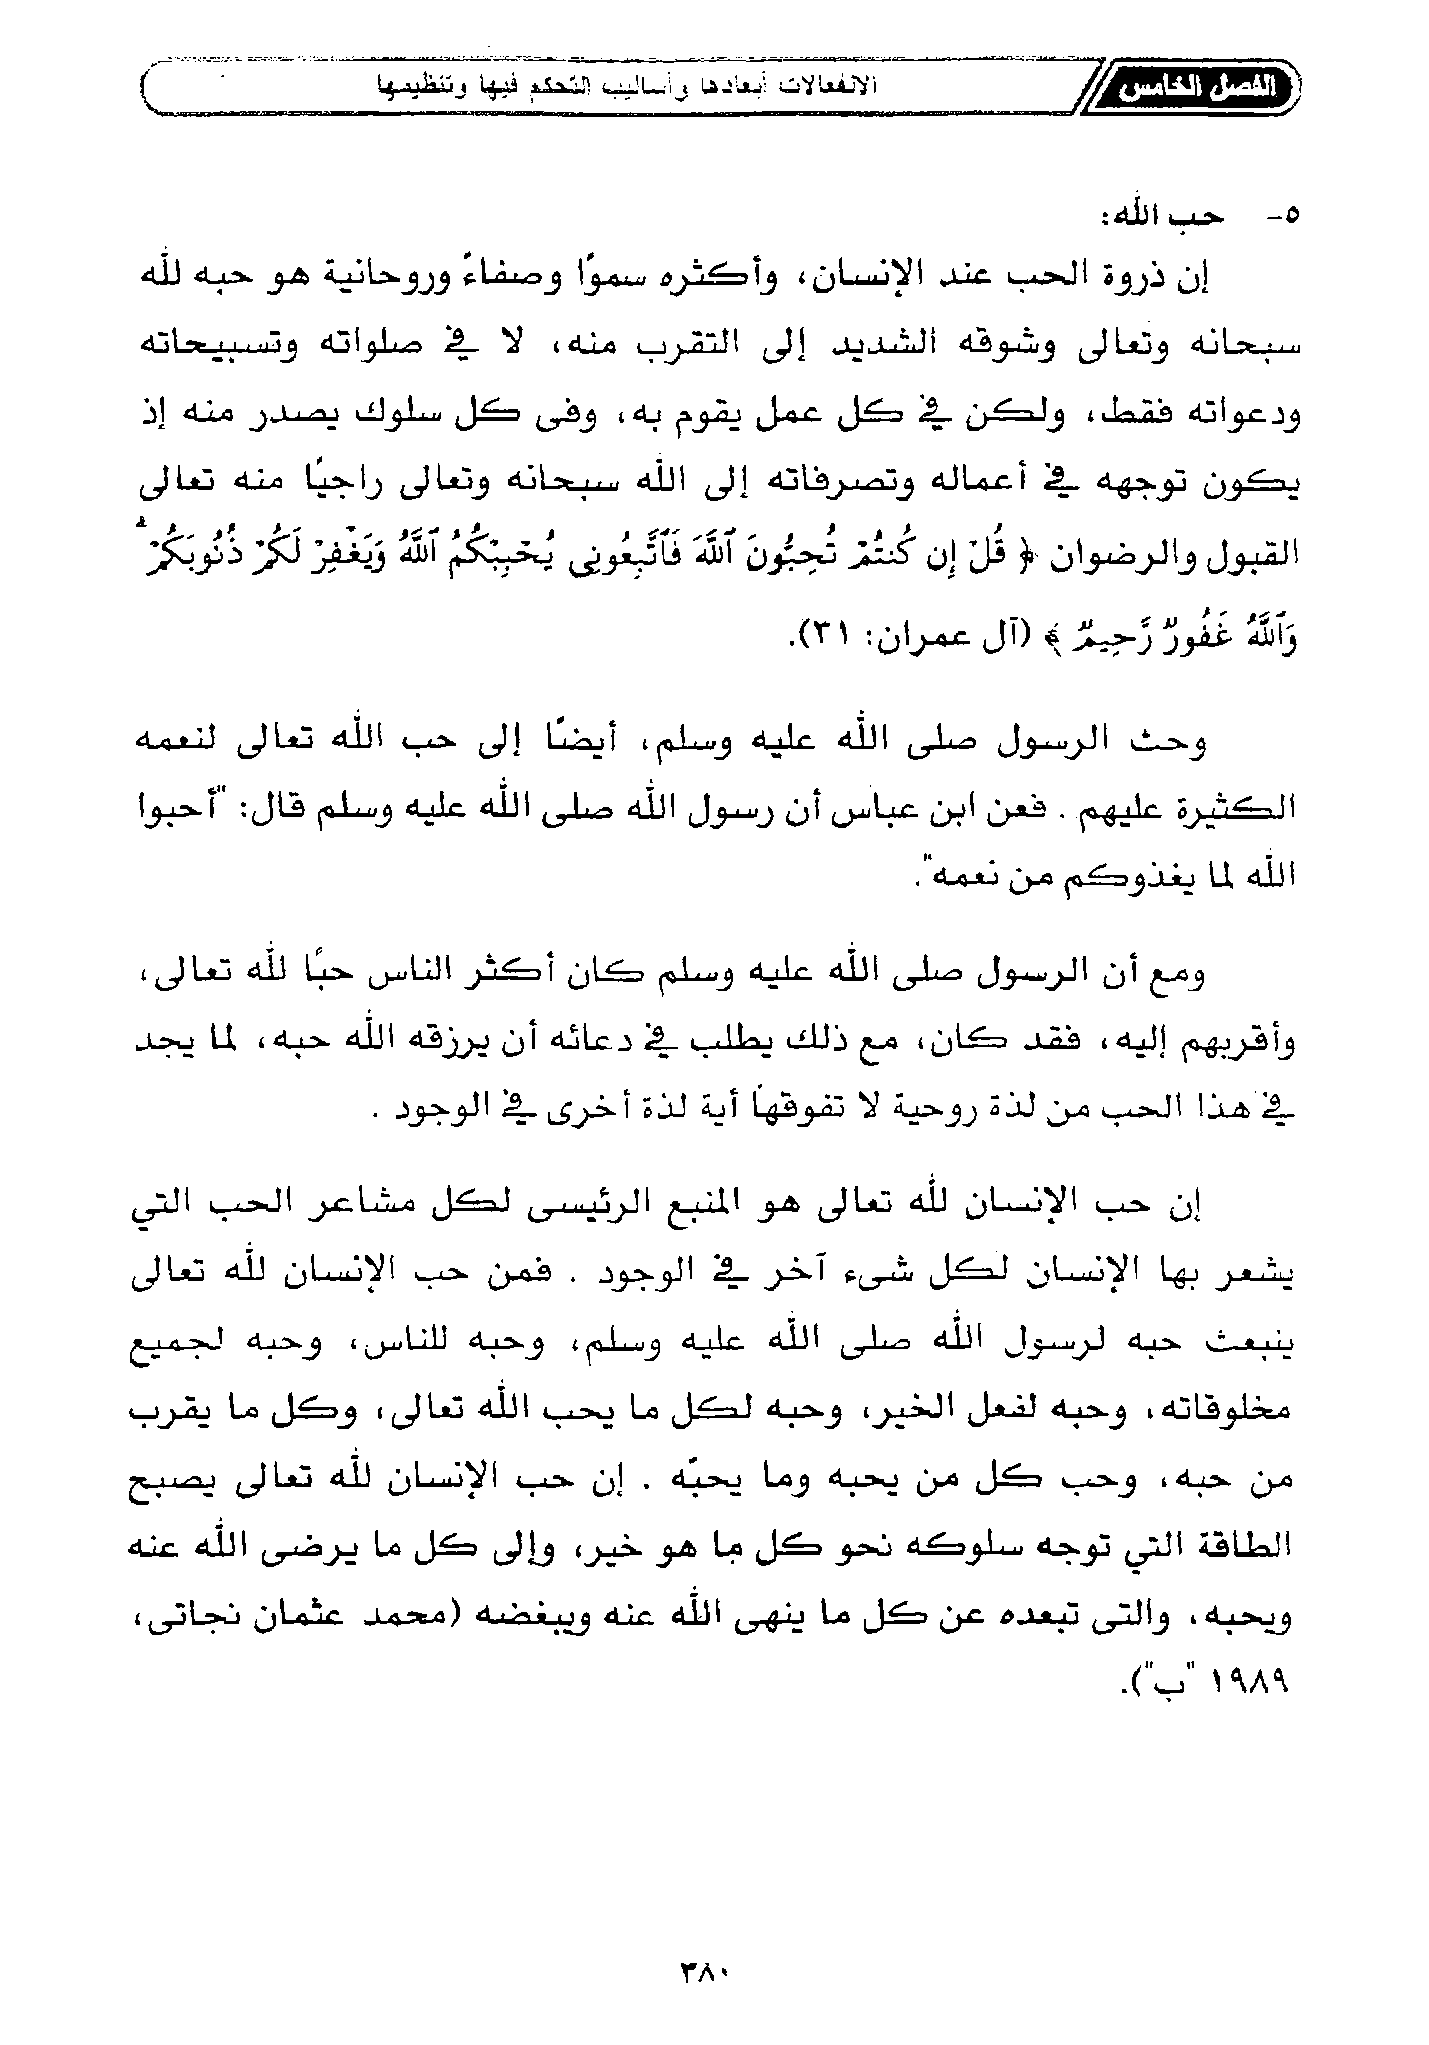 الفصل الخامس
الانفعالات أبعادها وأساليب التحكم فيها وتنظيمها
٥- حب الله:
إن ذروة الحب عند الإنسان، وأكثره سموًا وصفاءً وروحانية هو حبه لله
سبحانه وتعالى وشوقه الشديد إلى التقرب منه، لا في صلواته وتسبيحاته
ودعواته فقط، ولكن في كل عمل يقوم به، وفى كل سلوك يصدر منه إذ
يكون توجهه في أعماله وتصرفاته إلى الله سبحانه وتعالى راجيًا منه تعالى
القبول والرضوان ﴿ قُلْ إِن كُنتُمْ تُحِبُّونَ ٱللَّهَ فَٱتَّبِعُونِى يُحْبِبْكُمُ ٱللَّهُ وَيَغْفِرْ لَكُمْ ذُنُوبَكُمْ ۗ
وَٱللَّهُ غَفُورٌ رَّحِيمٌ ﴾ (آل عمران: ٣١).
وحث الرسول صلى الله عليه وسلم، أيضًا إلى حب الله تعالى لنعمه
الكثيرة عليهم . فعن ابن عباس أن رسول الله صلى الله عليه وسلم قال: "أحبوا
الله لما يغذوكم من نعمه".
ومع أن الرسول صلى الله عليه وسلم كان أكثر الناس حبًا لله تعالى،
وأقربهم إليه، فقد كان، مع ذلك يطلب في دعائه أن يرزقه الله حبه، لما يجد
في هذا الحب من لذة روحية لا تفوقها أية لذة أخرى في الوجود .
إن حب الإنسان لله تعالى هو المنبع الرئيسى لكل مشاعر الحب التي
يشعر بها الإنسان لكل شىء آخر في الوجود . فمن حب الإنسان لله تعالى
ينبعث حبه لرسول الله صلى الله عليه وسلم، وحبه للناس، وحبه لجميع
مخلوقاته، وحبه لفعل الخير، وحبه لكل ما يحب الله تعالى، وكل ما يقرب
من حبه، وحب كل من يحبه وما يحبّه . إن حب الإنسان لله تعالى يصبح
الطاقة التي توجه سلوكه نحو كل ما هو خير، وإلى كل ما يرضى الله عنه
ويحبه، والتى تبعده عن كل ما ينهى الله عنه ويبغضه (محمد عثمان نجاتى،
١٩٨٩ "ب").
٣٨٠